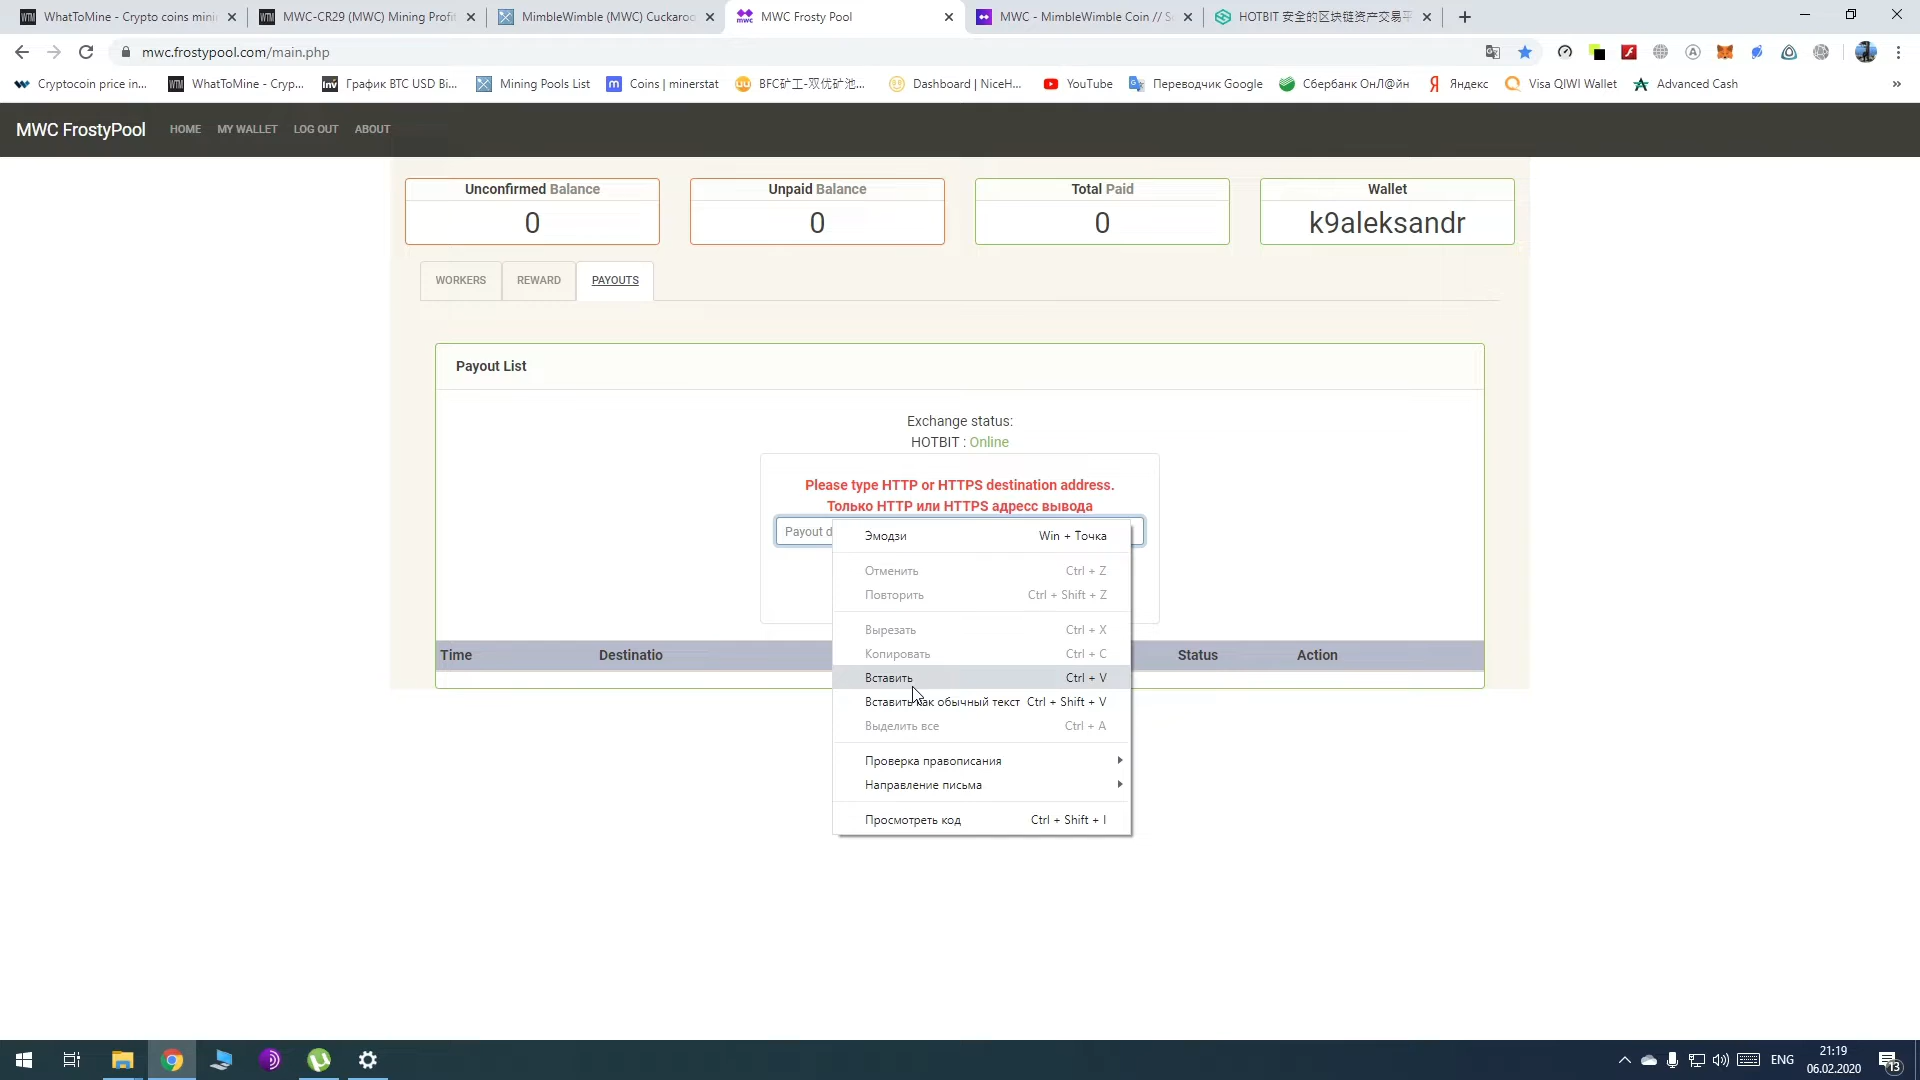 WhatToMine - Crypto coins mini
MWC-CR29 (MWC) Mining Profit
MimbleWimble (MWC) Cuckaroo
MWC Frosty Pool
MWC - MimbleWimble Coin // S
HOTBIT 安全的区块链资产交易平
mwc.frostypool.com/main.php
Cryptocoin price in...
WhatToMine - Cryp...
График BTC USD Bi...
Mining Pools List
Coins | minerstat
BFC矿工-双优矿池...
Dashboard | NiceH...
YouTube
Переводчик Google
Сбербанк ОнЛ@йн
Яндекс
Visa QIWI Wallet
Advanced Cash
»
MWC FrostyPool
HOME
MY WALLET
LOG OUT
ABOUT
Unconfirmed Balance
0
Unpaid Balance
0
Total Paid
0
Wallet
k9aleksandr
WORKERS
REWARD
PAYOUTS
Payout List
Exchange status:
HOTBIT : Online
Please type HTTP or HTTPS destination address.
Только HTTP или HTTPS адресс вывода
Payout d
Эмодзи Win + Точка
Отменить Ctrl + Z
Повторить Ctrl + Shift + Z
Вырезать Ctrl + X
Копировать Ctrl + C
Вставить Ctrl + V
Вставить как обычный текст Ctrl + Shift + V
Выделить все Ctrl + A
Проверка правописания
Направление письма
Просмотреть код Ctrl + Shift + I
Time
Destinatio
Status
Action
ENG
21:19
06.02.2020
13